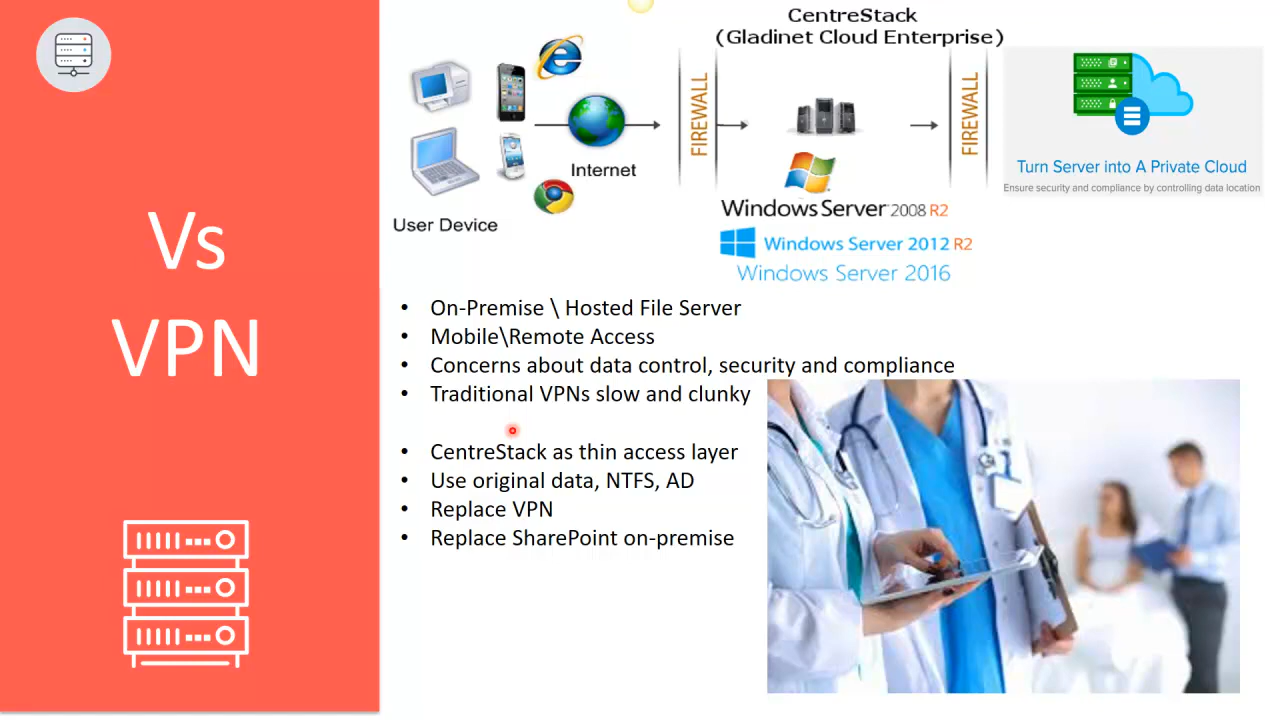 Vs
VPN
CentreStack
(Gladinet Cloud Enterprise)
Internet
User Device
FIREWALL
FIREWALL
Windows Server 2008 R2
Windows Server 2012 R2
Windows Server 2016
Turn Server into A Private Cloud
Ensure security and compliance by controlling data location
• On-Premise \ Hosted File Server
• Mobile\Remote Access
• Concerns about data control, security and compliance
• Traditional VPNs slow and clunky
• CentreStack as thin access layer
• Use original data, NTFS, AD
• Replace VPN
• Replace SharePoint on-premise